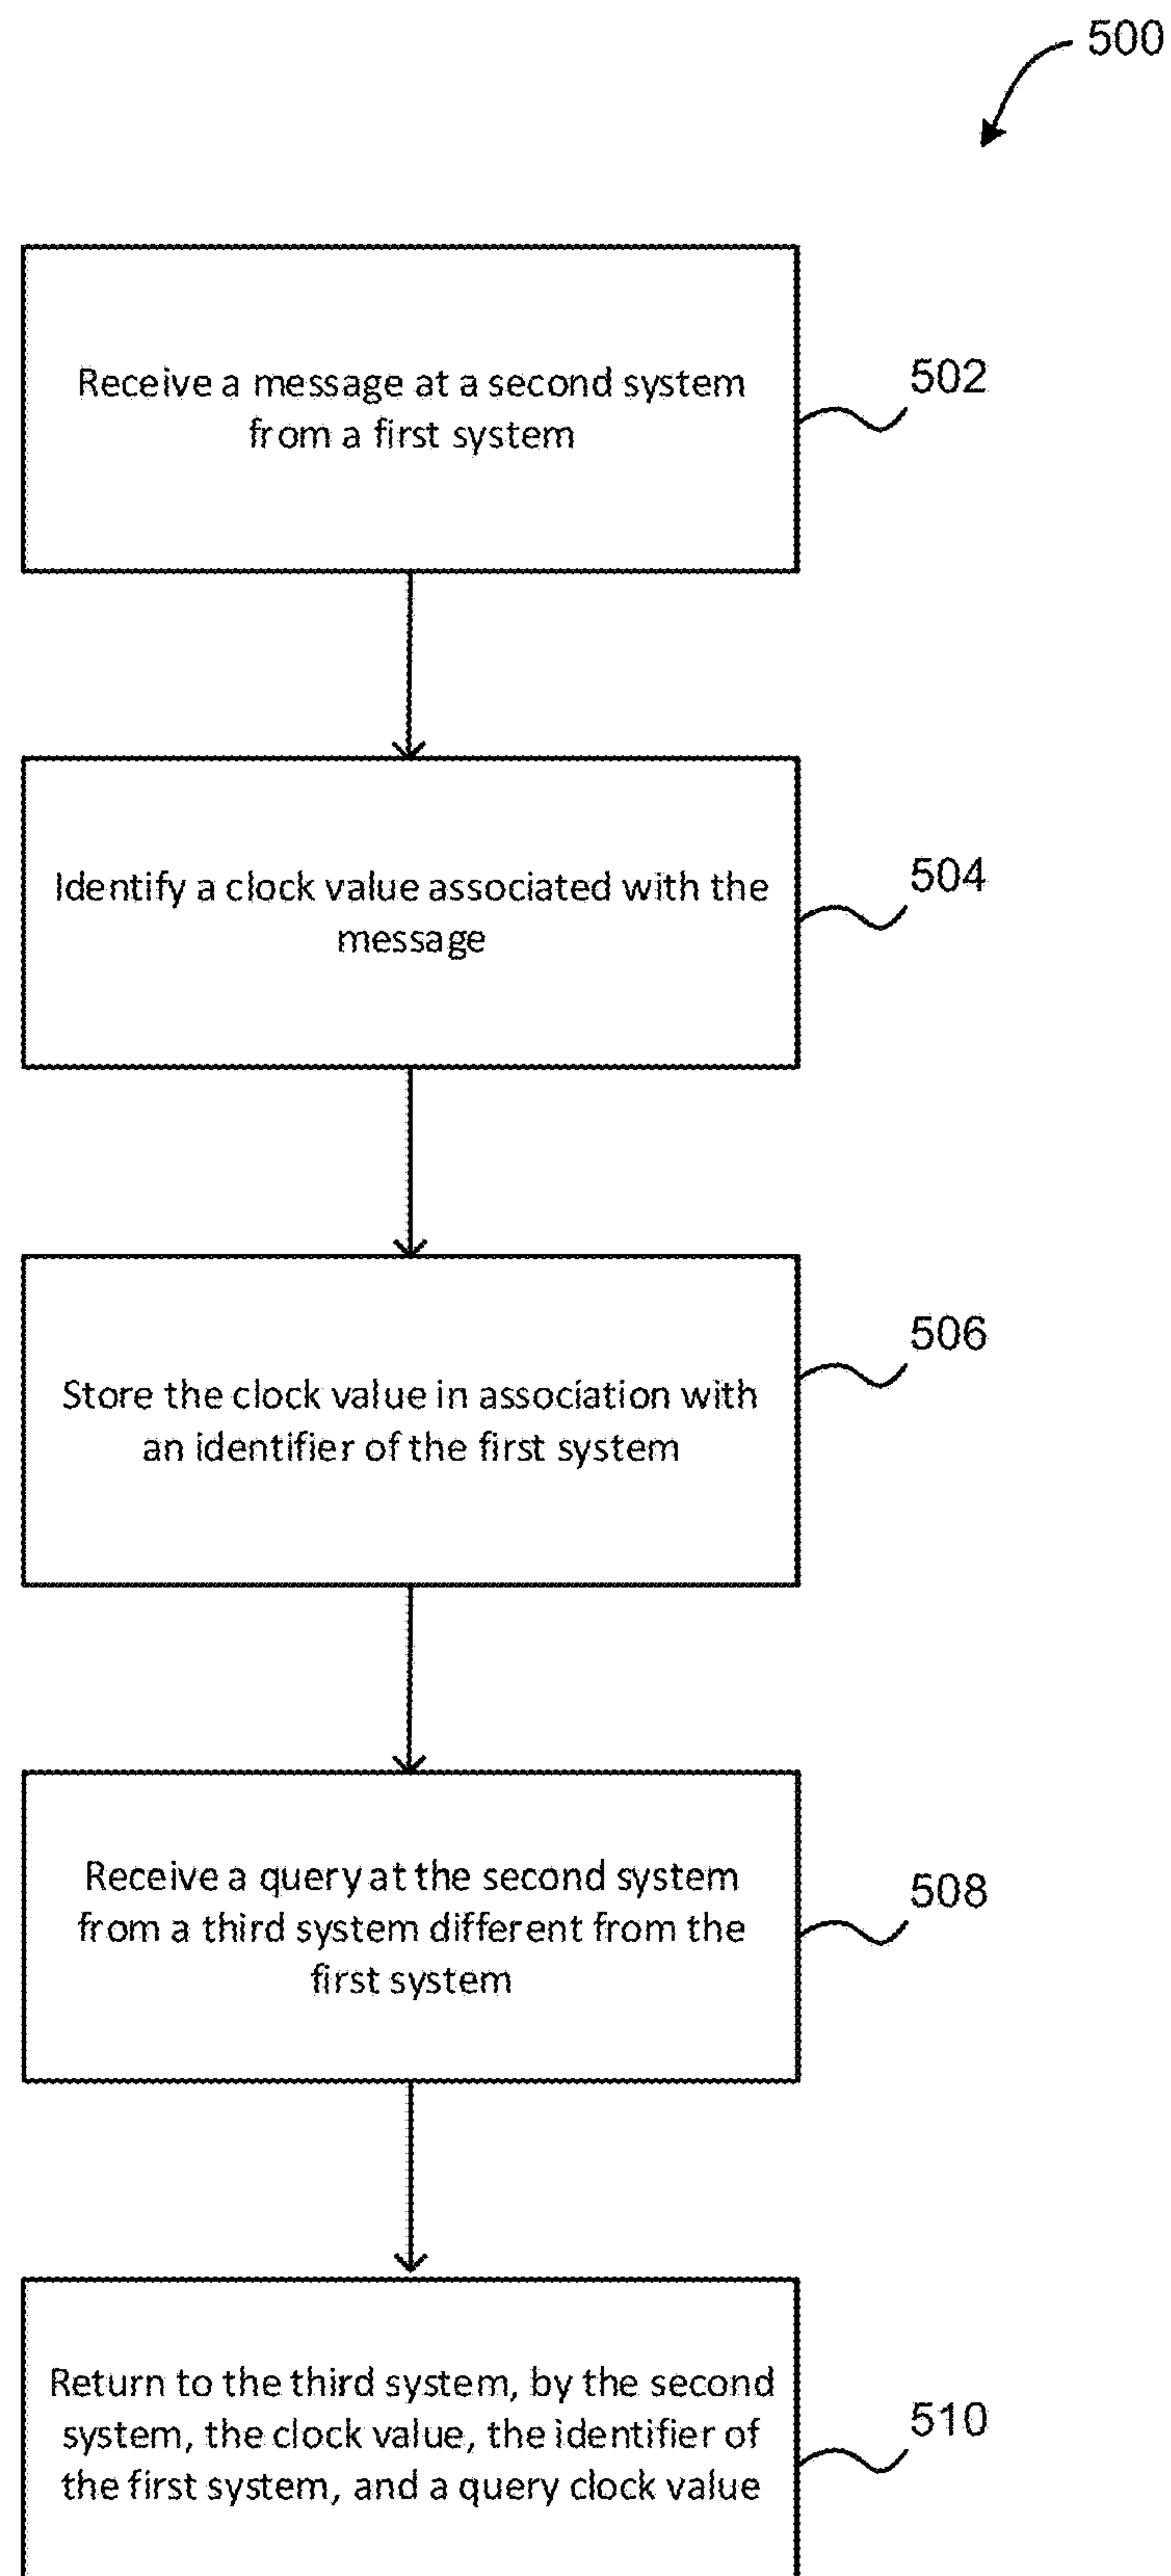 500
Receive a message at a second system
from a first system
502
Identify a clock value associated with the
message
504
Store the clock value in association with
an identifier of the first system
506
Receive a query at the second system
from a third system different from the
first system
508
Return to the third system, by the second
system, the clock value, the identifier of
the first system, and a query clock value
510